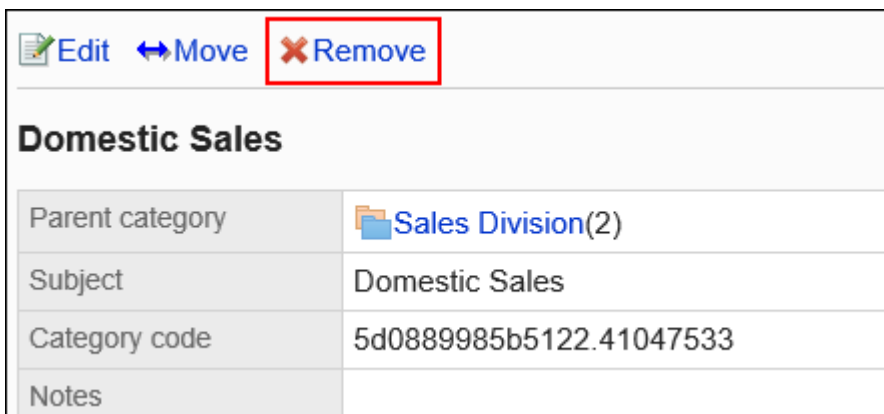 Edit Move Remove
Domestic Sales
Parent category Sales Division(2)
Subject Domestic Sales
Category code 5d0889985b5122.41047533
Notes